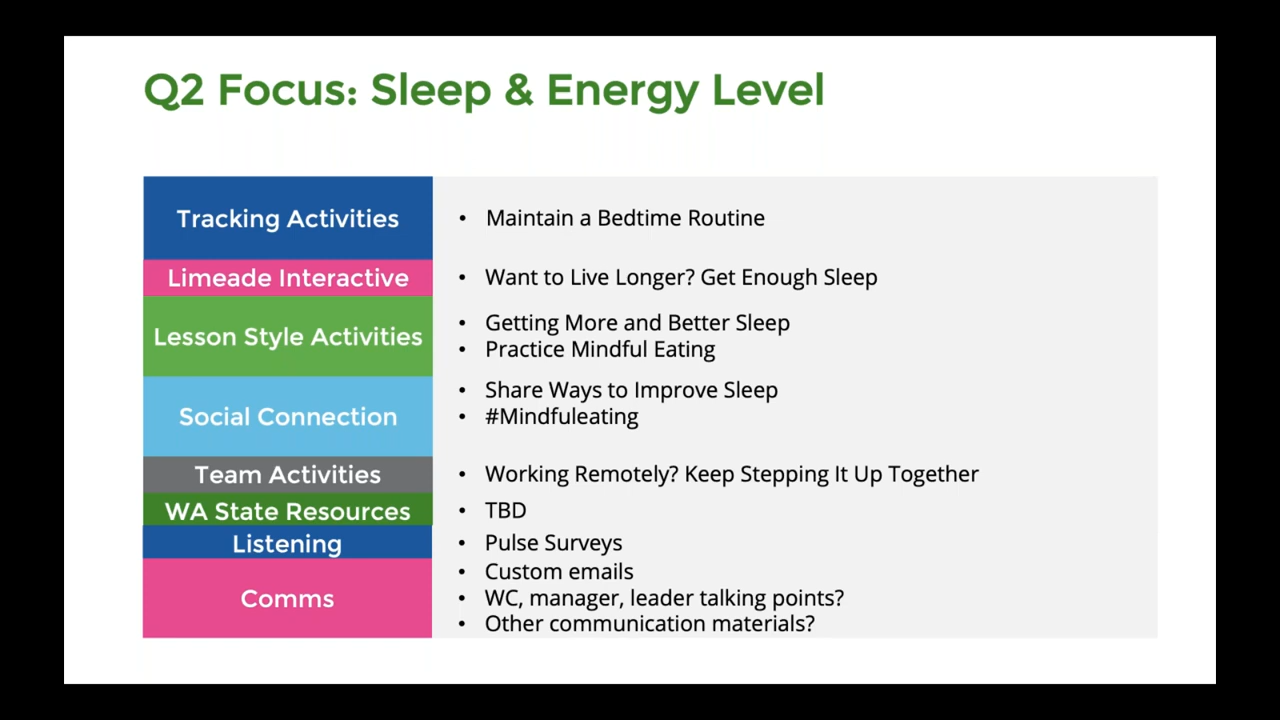 Q2 Focus: Sleep & Energy Level
Tracking Activities
• Maintain a Bedtime Routine
Limeade Interactive
• Want to Live Longer? Get Enough Sleep
Lesson Style Activities
• Getting More and Better Sleep
• Practice Mindful Eating
Social Connection
• Share Ways to Improve Sleep
• #Mindfuleating
Team Activities
• Working Remotely? Keep Stepping It Up Together
WA State Resources
• TBD
Listening
• Pulse Surveys
Comms
• Custom emails
• WC, manager, leader talking points?
• Other communication materials?